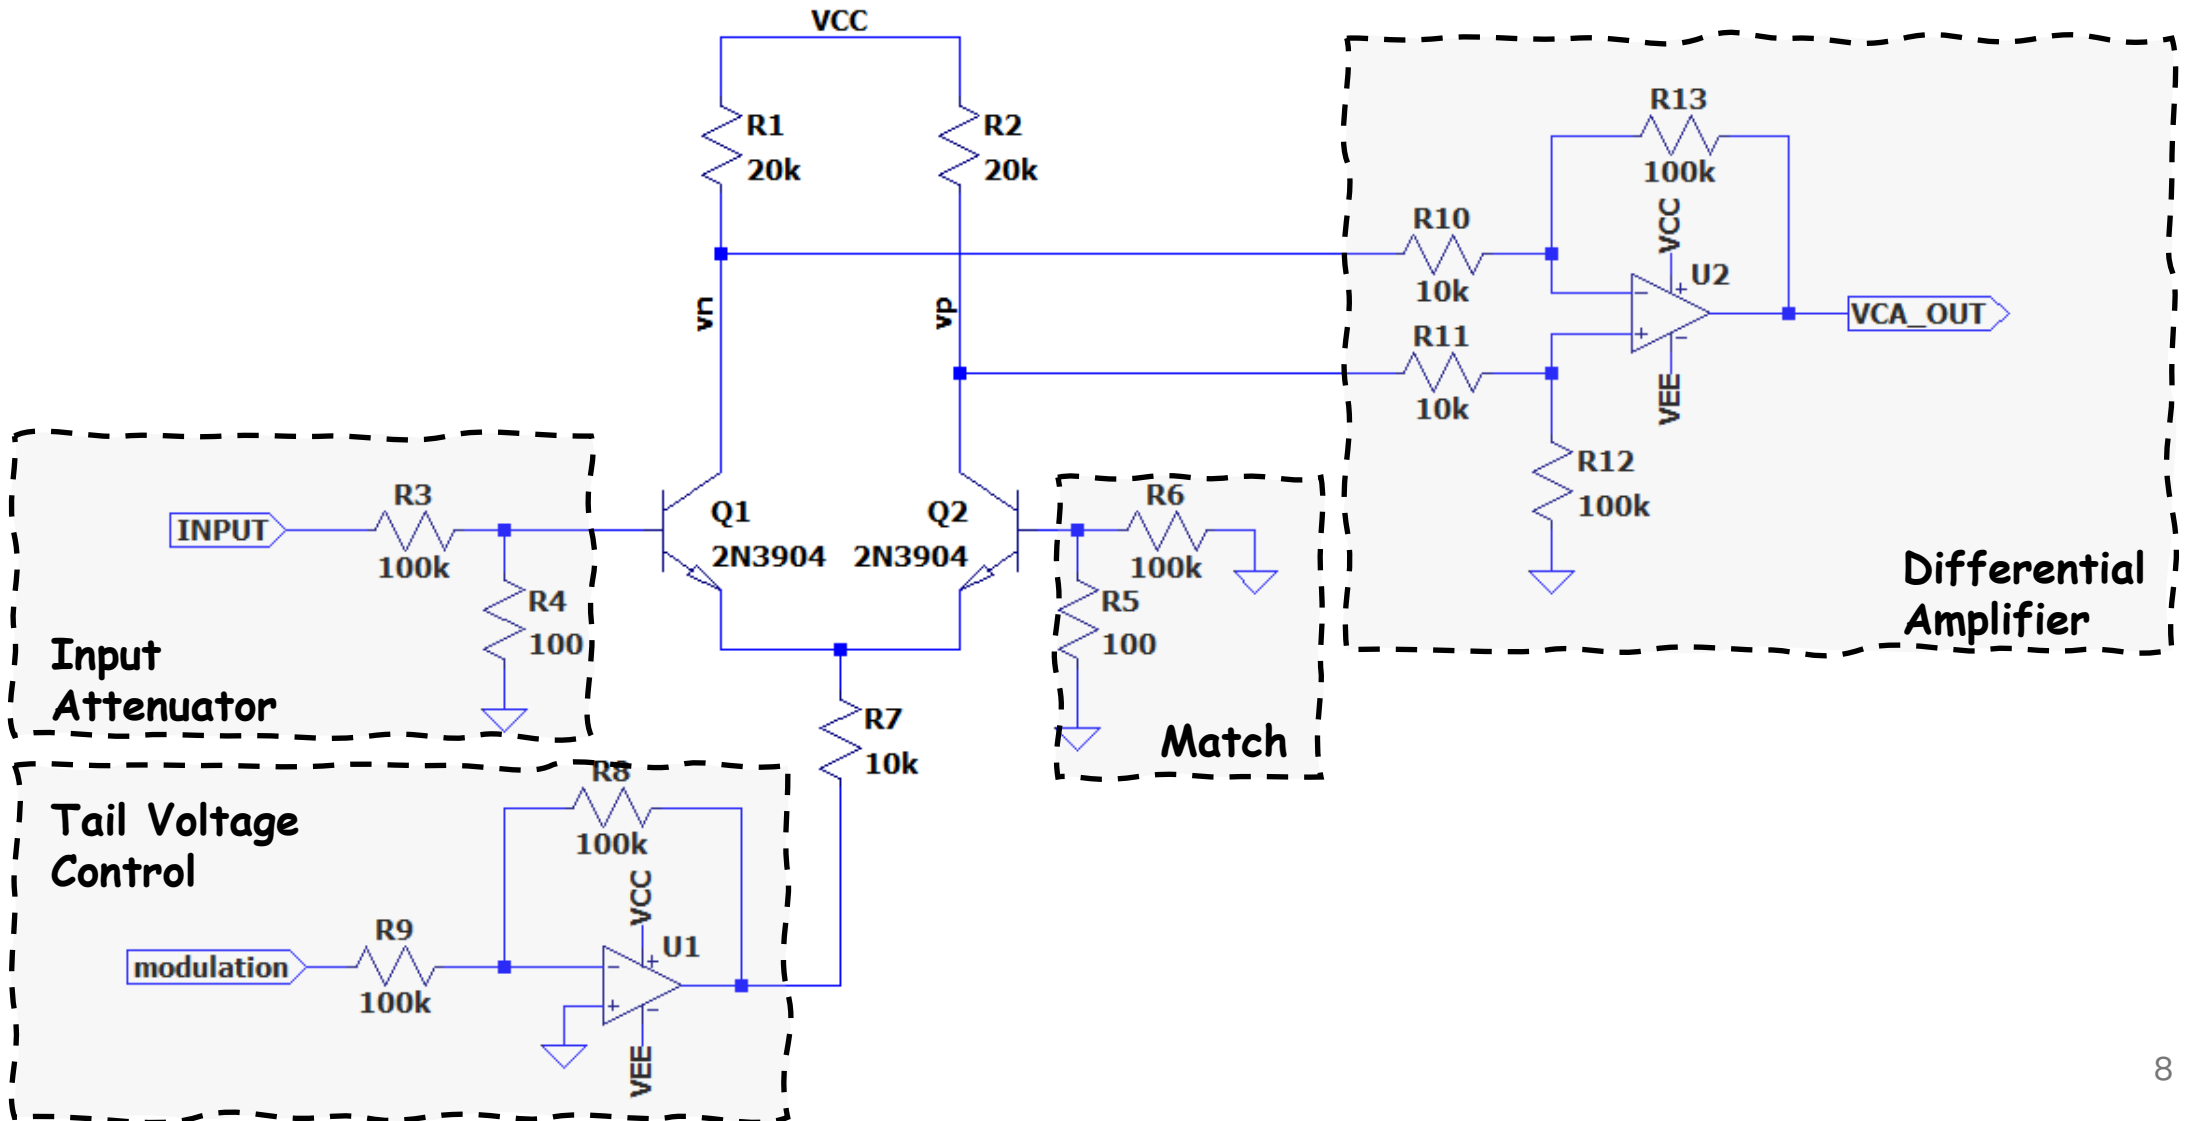 VCC
R1
20k
R2
20k
vn
vp
R13
100k
VCC
R10
10k
U2
R11
10k
VEE
VCA_OUT
R12
100k
Differential
Amplifier
INPUT
R3
100k
R4
100
Input
Attenuator
Q1
2N3904
Q2
2N3904
R6
100k
R5
100
Match
R7
10k
Tail Voltage
Control
R8
100k
VCC
modulation
R9
100k
U1
VEE
8